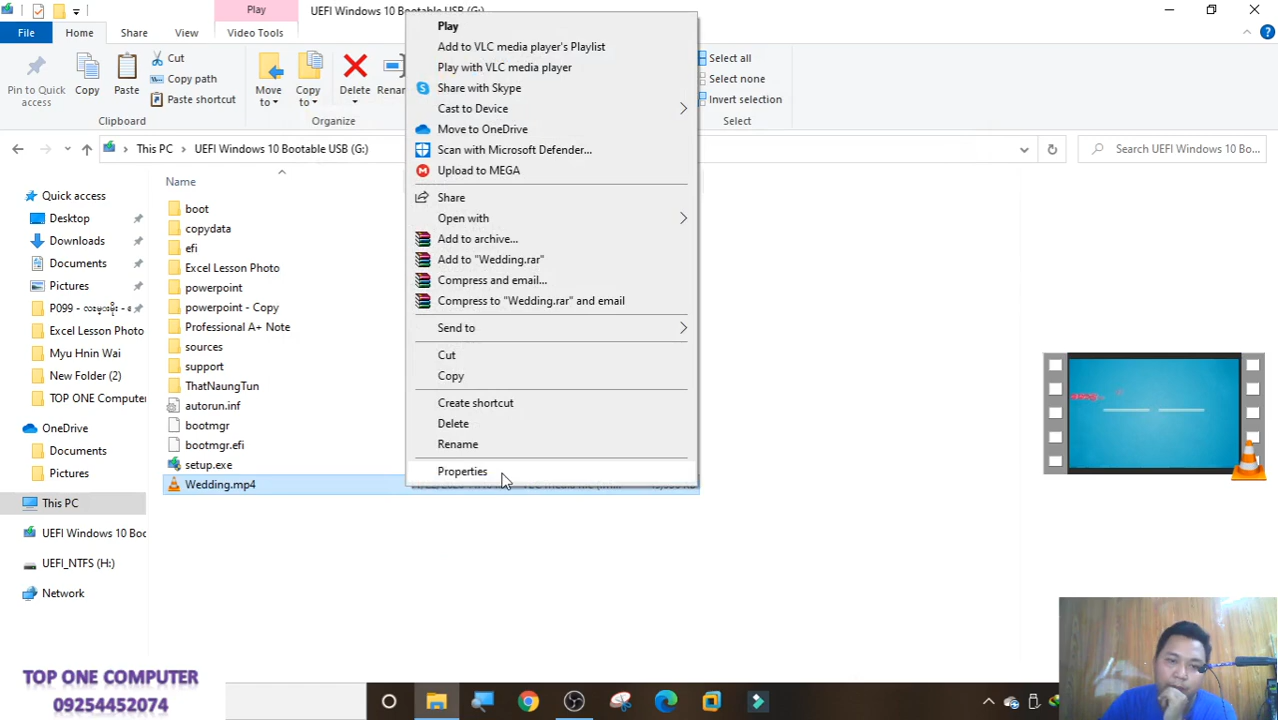 Play
UEFI Windows 10 Bootable USB (G:)
File
Home
Share
View
Video Tools
Pin to Quick access
Copy
Paste
Cut
Copy path
Paste shortcut
Clipboard
Move to
Copy to
Delete
Organize
Select all
Select none
Invert selection
Select
This PC
UEFI Windows 10 Bootable USB (G:)
Search UEFI Windows 10 Bo...
Quick access
Desktop
Downloads
Documents
Pictures
Excel Lesson Photo
Myu Hnin Wai
New Folder (2)
TOP ONE Computer
OneDrive
Documents
Pictures
This PC
UEFI Windows 10 Boo
UEFI_NTFS (H:)
Network
Name
boot
copydata
efi
Excel Lesson Photo
powerpoint
powerpoint - Copy
Professional A+ Note
sources
support
ThatNaungTun
autorun.inf
bootmgr
bootmgr.efi
setup.exe
Wedding.mp4
Play
Add to VLC media player's Playlist
Play with VLC media player
Share with Skype
Cast to Device
Move to OneDrive
Scan with Microsoft Defender...
Upload to MEGA
Share
Open with
Add to archive...
Add to "Wedding.rar"
Compress and email...
Compress to "Wedding.rar" and email
Send to
Cut
Copy
Create shortcut
Delete
Rename
Properties
TOP ONE COMPUTER
09254452074